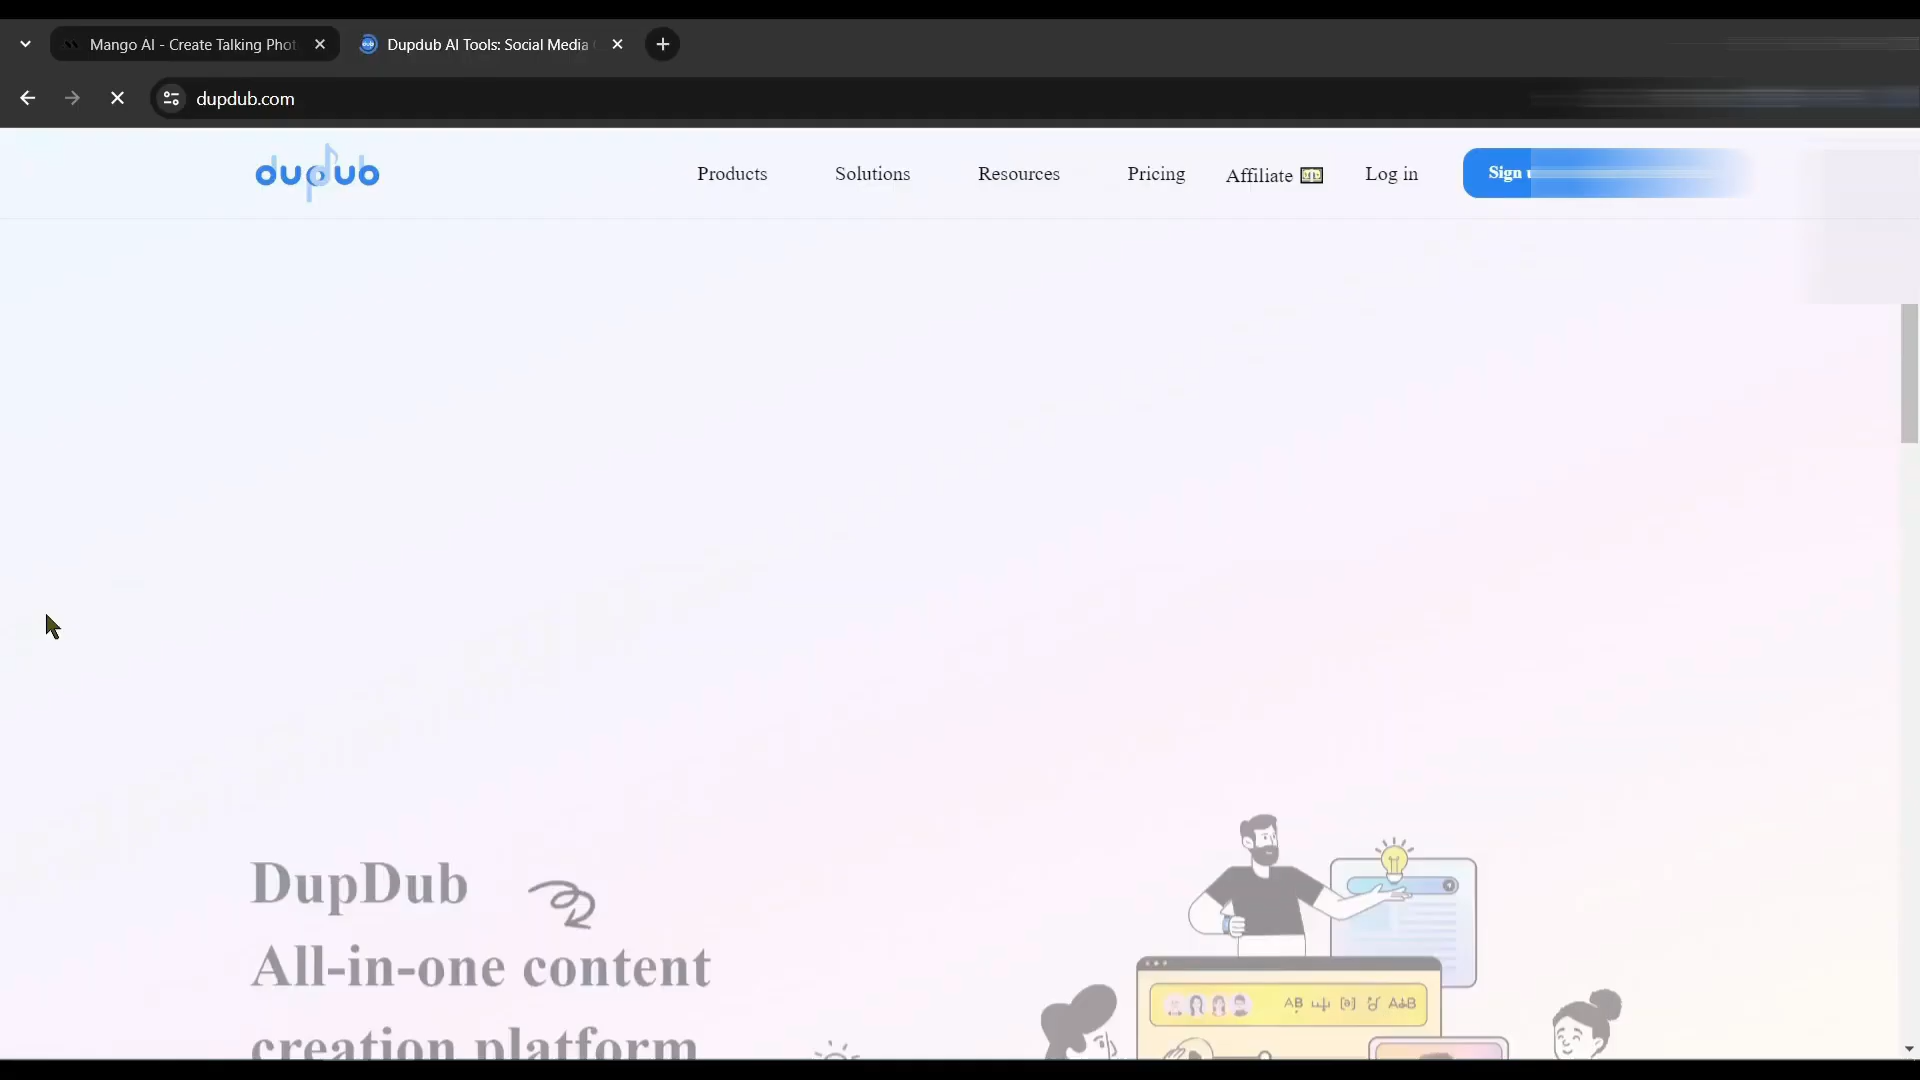 Mango AI - Create Talking Phot
Dupdub AI Tools: Social Media
dupdub.com
dupdub
Products
Solutions
Resources
Pricing
Affiliate
Log in
Sign
DupDub
All-in-one content
creation platform